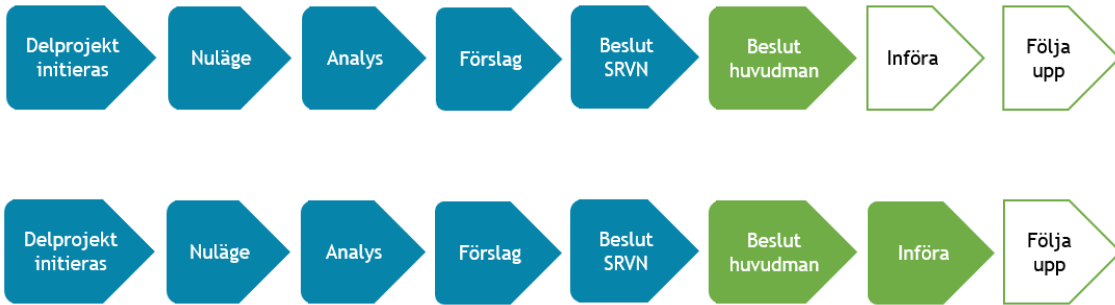 Delprojekt
initieras
Nuläge
Analys
Förslag
Beslut
SRVN
Beslut
huvudman
Införa
Följa
upp
Delprojekt
initieras
Nuläge
Analys
Förslag
Beslut
SRVN
Beslut
huvudman
Införa
Följa
upp